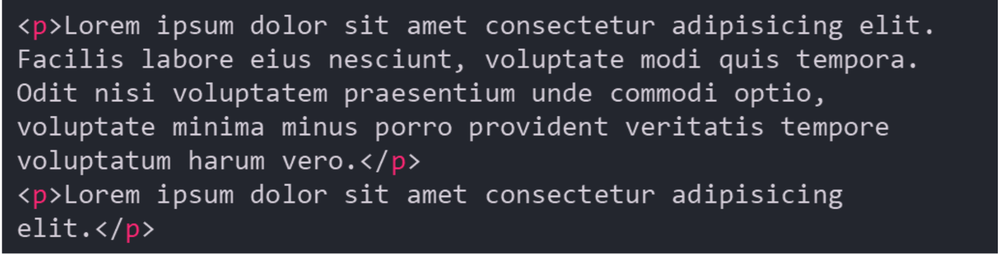 <p>Lorem ipsum dolor sit amet consectetur adipisicing elit.
Facilis labore eius nesciunt, voluptate modi quis tempora.
Odit nisi voluptatem praesentium unde commodi optio,
voluptate minima minus porro provident veritatis tempore
voluptatum harum vero.</p>
<p>Lorem ipsum dolor sit amet consectetur adipisicing
elit.</p>